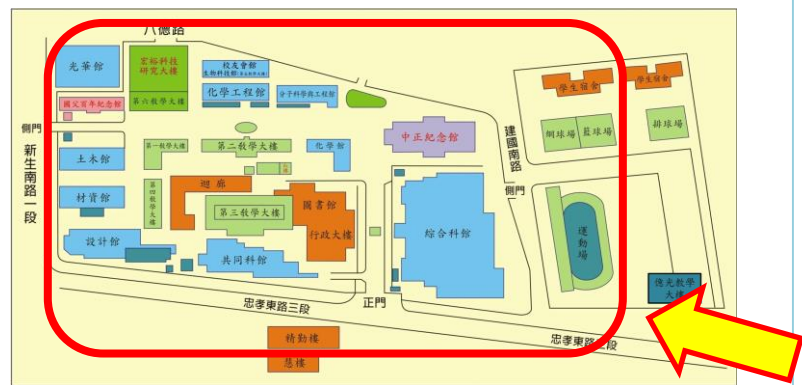 八德路
光華館
宏裕科技
研究大樓
校友會館
化學工程館
分子科學與工程館
國父百年紀念館
第六教學大樓
學生宿舍
學生宿舍
中正紀念館
建國南路
網球場
籃球場
排球場
側門
新生南路一段
土木館
第一教學大樓
第二教學大樓
化學館
材資館
第四教學大樓
迴廊
圖書館
第三教學大樓
行政大樓
綜合科館
側門
運動場
設計館
共同科館
億光教學
大樓
忠孝東路三段
正門
忠孝東路三段
精勤樓
慧樓